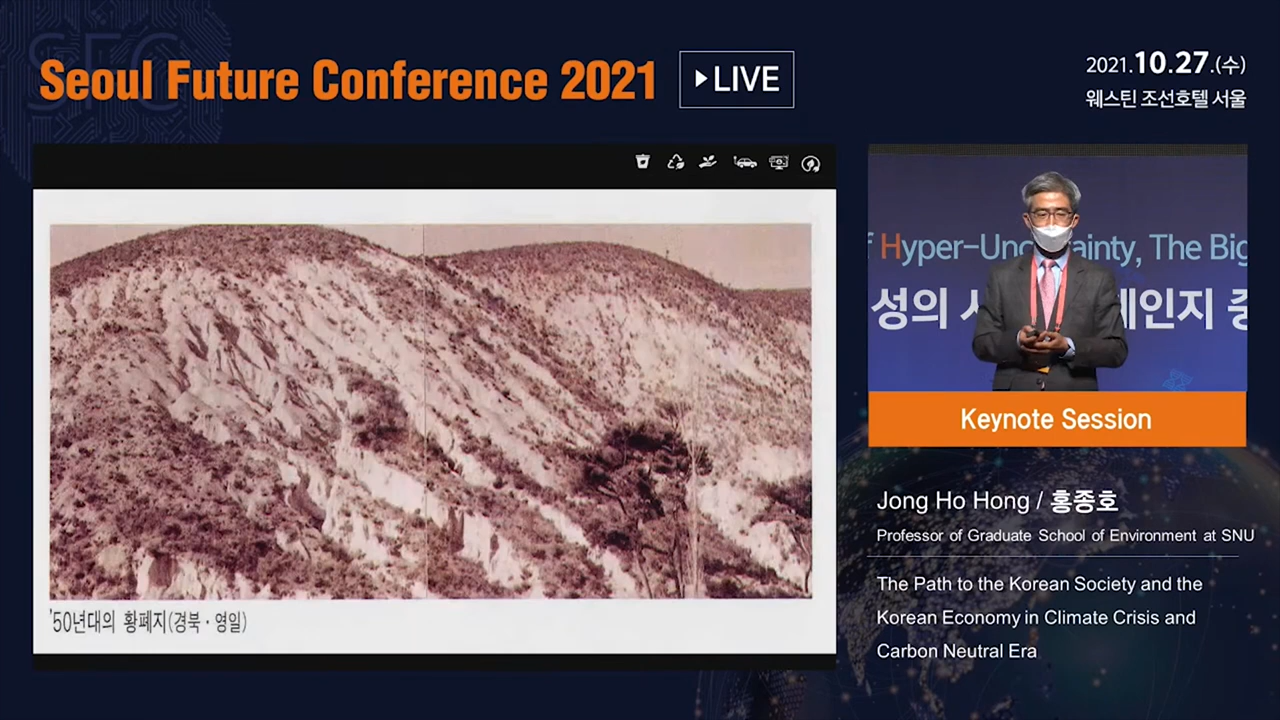 Seoul Future Conference 2021
LIVE
2021.10.27.(수)
웨스틴 조선호텔 서울
SFC
f Hyper-Un ainty, The Big
성의 시 인지
Keynote Session
'50년대의 황폐지(경북·영일)
Jong Ho Hong / 홍종호
Professor of Graduate School of Environment at SNU
The Path to the Korean Society and the
Korean Economy in Climate Crisis and
Carbon Neutral Era